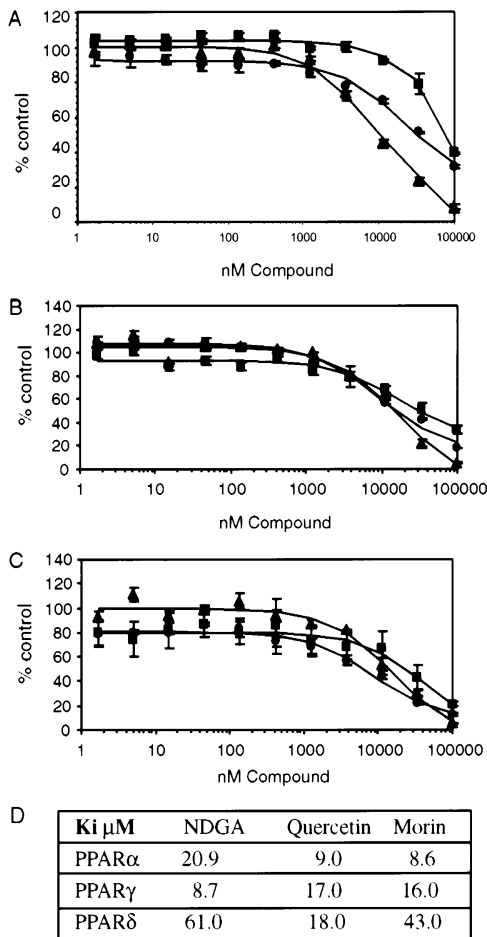 A
120
100
80
60
40
20
0
% control
1 10 100 1000 10000 100000
nM Compound
B
140
120
100
80
60
40
20
0
% control
1 10 100 1000 10000 100000
nM Compound
C
140
120
100
80
60
40
20
0
% control
1 10 100 1000 10000 100000
nM Compound
D
Ki μM NDGA Quercetin Morin
PPARα 20.9 9.0 8.6
PPARγ 8.7 17.0 16.0
PPARδ 61.0 18.0 43.0